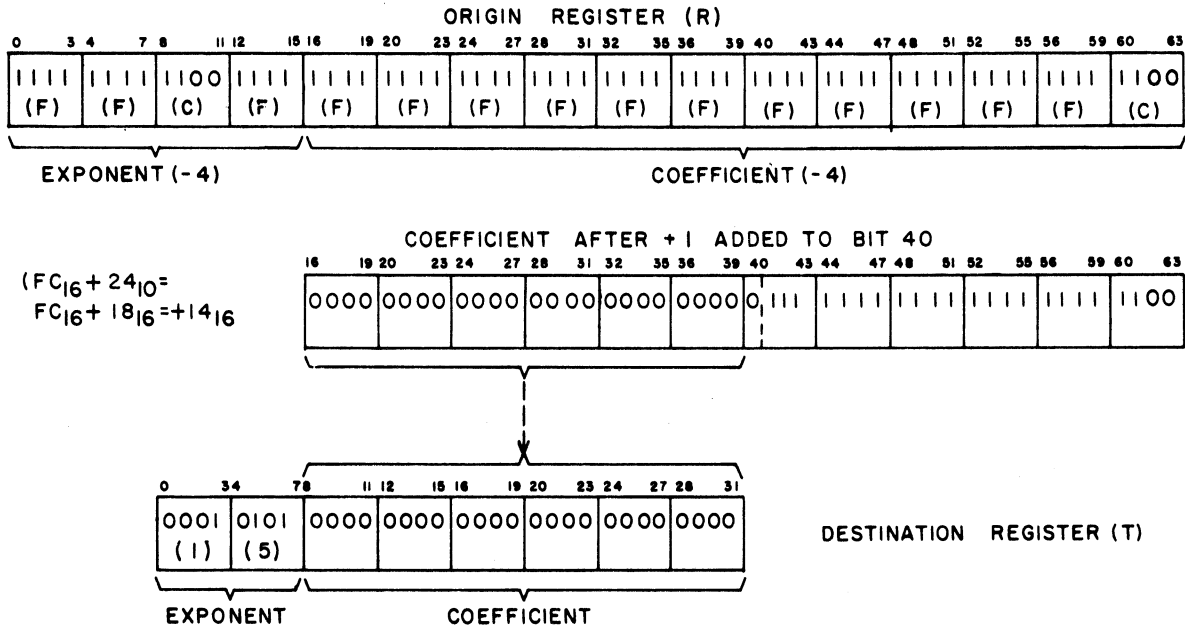 ORIGIN REGISTER (R)
0 3 4 7 8 11 12 15 16 19 20 23 24 27 28 31 32 35 36 39 40 43 44 47 48 51 52 55 56 59 60 63
1111 1111 1100 1111 1111 1111 1111 1111 1111 1111 1111 1111 1111 1111 1111 1100
(F) (F) (C) (F) (F) (F) (F) (F) (F) (F) (F) (F) (F) (F) (F) (C)
EXPONENT (-4) COEFFICIENT (-4)
COEFFICIENT AFTER +1 ADDED TO BIT 40
16 19 20 23 24 27 28 31 32 35 36 39 40 43 44 47 48 51 52 55 56 59 60 63
(FC16 + 2410 =
FC16 + 1816 = +1416
0000 0000 0000 0000 0000 0000 0111 1111 1111 1111 1111 1100
0 3 4 7 8 11 12 15 16 19 20 23 24 27 28 31
0001 0101 0000 0000 0000 0000 0000 0000
(1) (5)
DESTINATION REGISTER (T)
EXPONENT COEFFICIENT